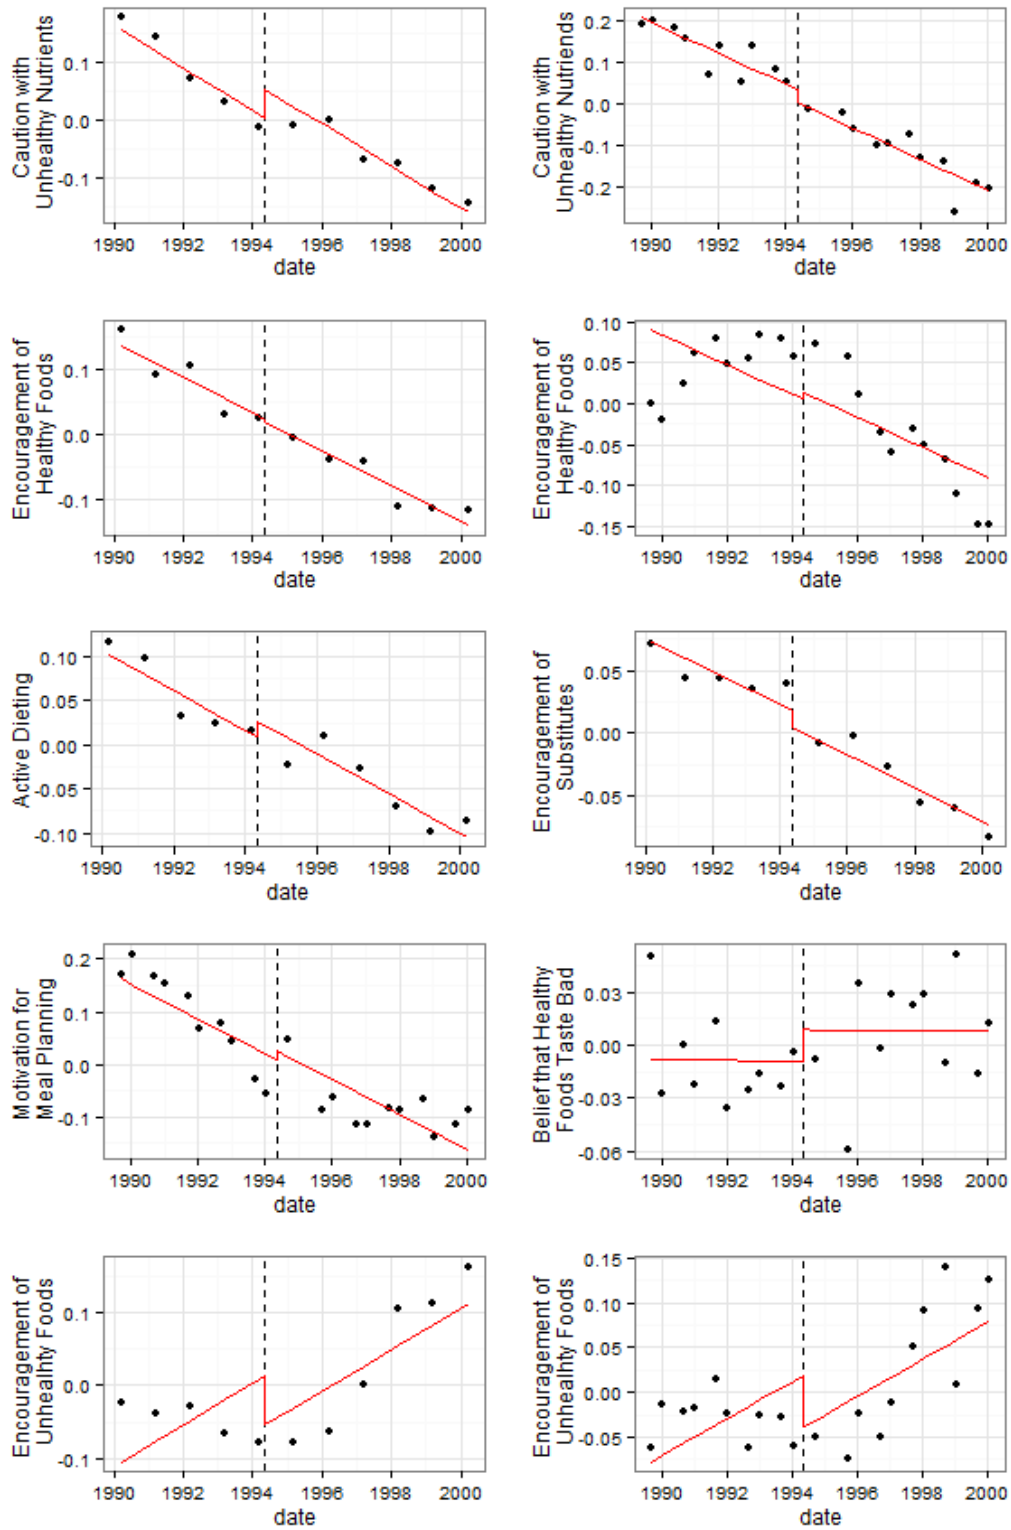 Caution with
Unhealthy Nutrients
0.1
0.0
-0.1
1990 1992 1994 1996 1998 2000
date
Caution with
Unhealthy Nutriends
0.2
0.1
0.0
-0.1
-0.2
1990 1992 1994 1996 1998 2000
date
Encouragement of
Healthy Foods
0.1
0.0
-0.1
1990 1992 1994 1996 1998 2000
date
Encouragement of
Healthy Foods
0.10
0.05
0.00
-0.05
-0.10
-0.15
1990 1992 1994 1996 1998 2000
date
Active Dieting
0.10
0.05
0.00
-0.05
-0.10
1990 1992 1994 1996 1998 2000
date
Encouragement of
Substitutes
0.05
0.00
-0.05
1990 1992 1994 1996 1998 2000
date
Motivation for
Meal Planning
0.2
0.1
0.0
-0.1
1990 1992 1994 1996 1998 2000
date
Belief that Healthy
Foods Taste Bad
0.03
0.00
-0.03
-0.06
1990 1992 1994 1996 1998 2000
date
Encouragement of
Unhealhty Foods
0.1
0.0
-0.1
1990 1992 1994 1996 1998 2000
date
Encouragement of
Unhealhty Foods
0.15
0.10
0.05
0.00
-0.05
1990 1992 1994 1996 1998 2000
date